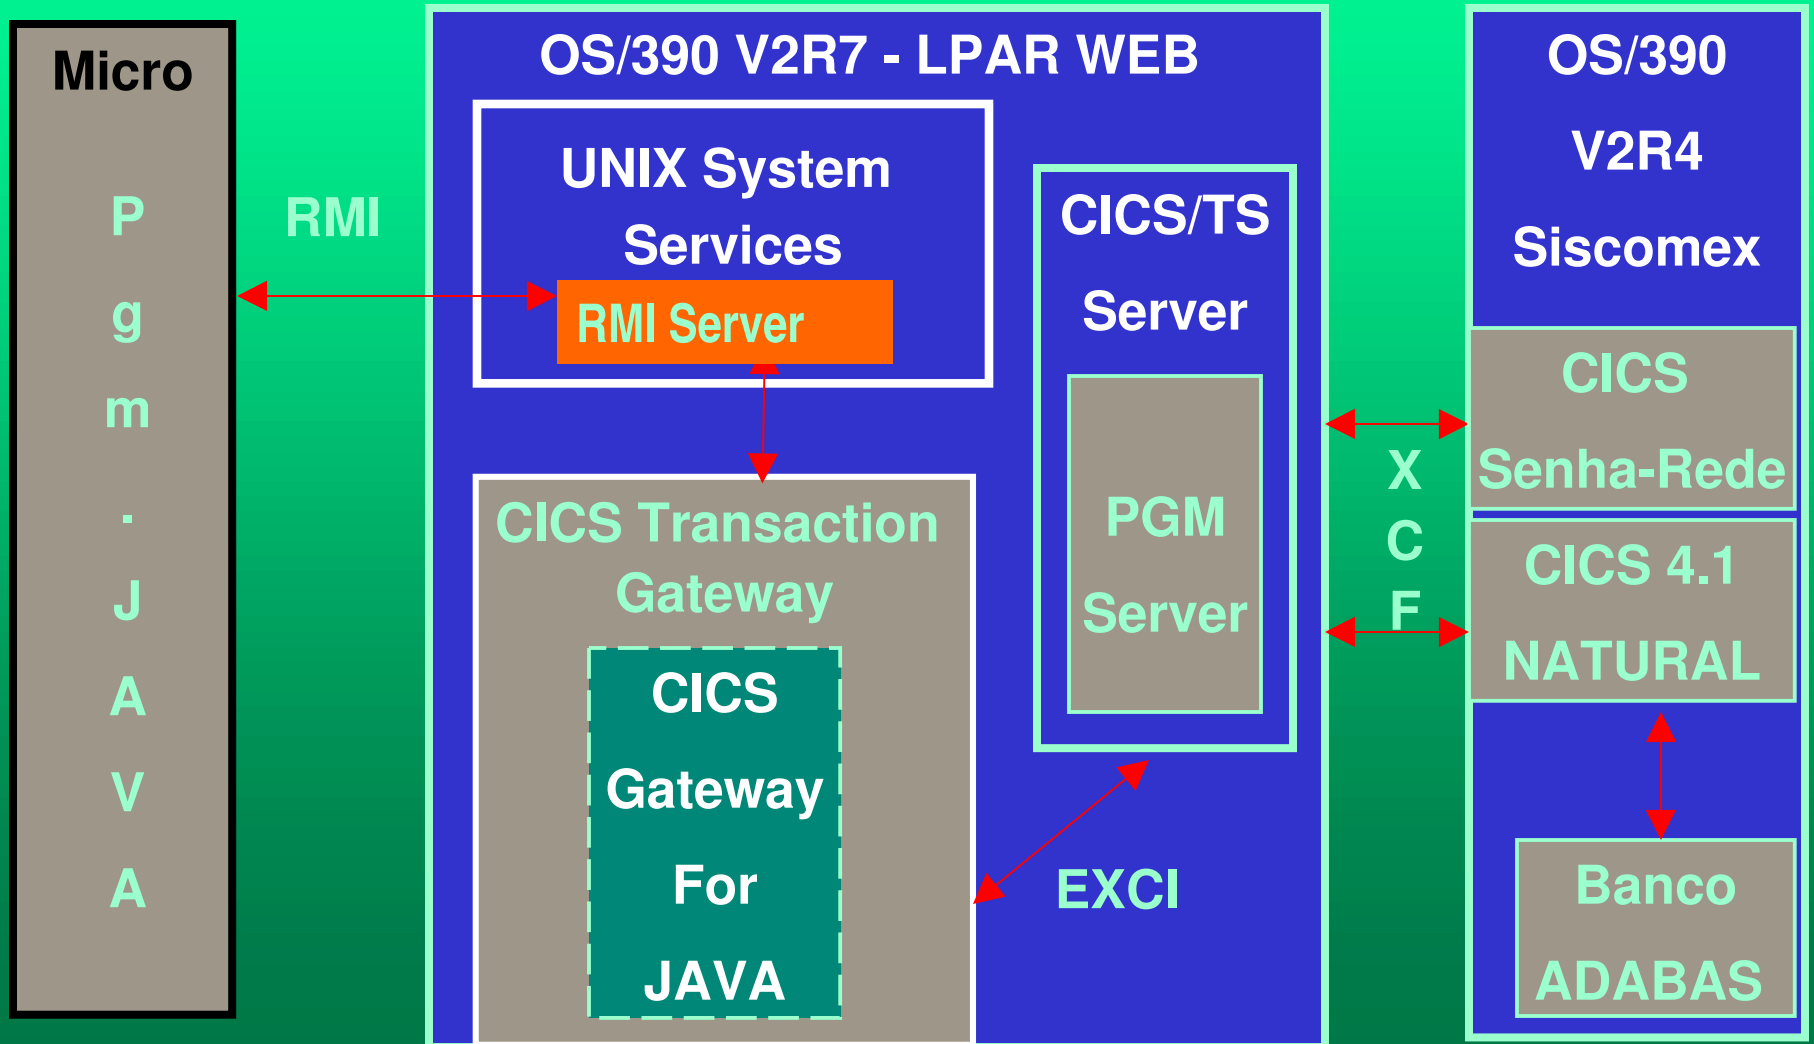 Micro
P
g
m
.
J
A
V
A
RMI
OS/390 V2R7 - LPAR WEB
UNIX System
Services
RMI Server
CICS Transaction
Gateway
CICS
Gateway
For
JAVA
CICS/TS
Server
PGM
Server
EXCI
X
C
F
OS/390
V2R4
Siscomex
CICS
Senha-Rede
CICS 4.1
NATURAL
Banco
ADABAS